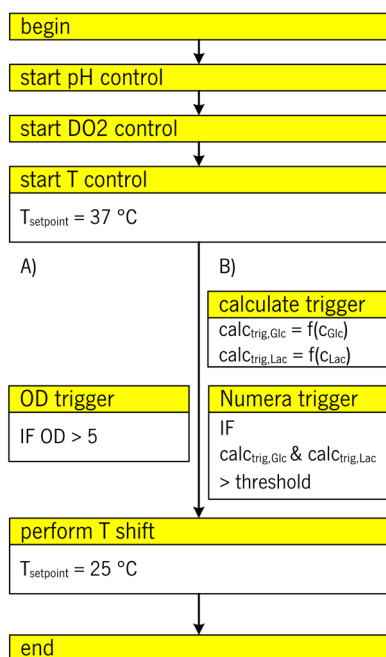 begin
start pH control
start DO2 control
start T control
Tsetpoint = 37 °C
A)
B)
calculate trigger
calctrig,Glc = f(cGlc)
calctrig,Lac = f(cLac)
OD trigger
IF OD > 5
Numera trigger
IF
calctrig,Glc & calctrig,Lac
> threshold
perform T shift
Tsetpoint = 25 °C
end